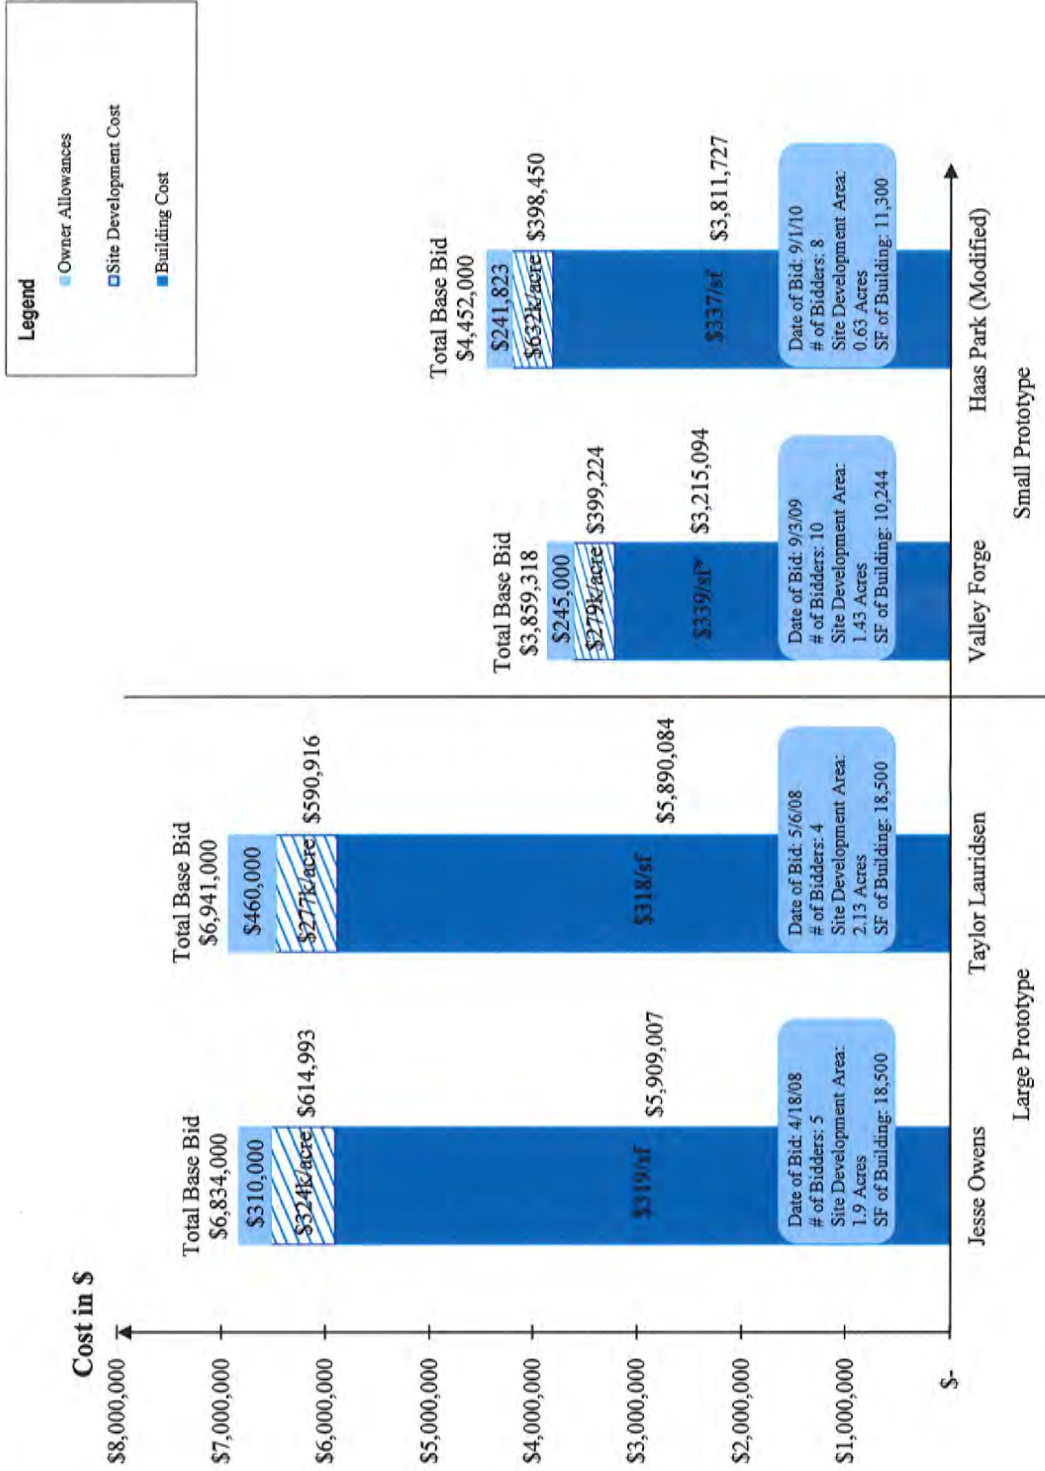 Cost in $
$8,000,000
$7,000,000
$6,000,000
$5,000,000
$4,000,000
$3,000,000
$2,000,000
$1,000,000
$-
Legend
Owner Allowances
Site Development Cost
Building Cost
Total Base Bid
$6,834,000
$310,000
$324k/acre
$614,993
$319/sf
$5,909,007
Date of Bid: 4/18/08
# of Bidders: 5
Site Development Area:
1.9 Acres
SF of Building: 18,500
Jesse Owens
Total Base Bid
$6,941,000
$460,000
$277k/acre
$590,916
$318/sf
$5,890,084
Date of Bid: 5/6/08
# of Bidders: 4
Site Development Area:
2.13 Acres
SF of Building: 18,500
Taylor Lauridsen
Large Prototype
Total Base Bid
$3,859,318
$245,000
$279k/acre
$399,224
$339/sf*
$3,215,094
Date of Bid: 9/3/09
# of Bidders: 10
Site Development Area:
1.43 Acres
SF of Building: 10,244
Valley Forge
Total Base Bid
$4,452,000
$241,823
$632k/acre
$398,450
$337/sf
$3,811,727
Date of Bid: 9/1/10
# of Bidders: 8
Site Development Area:
0.63 Acres
SF of Building: 11,300
Haas Park (Modified)
Small Prototype